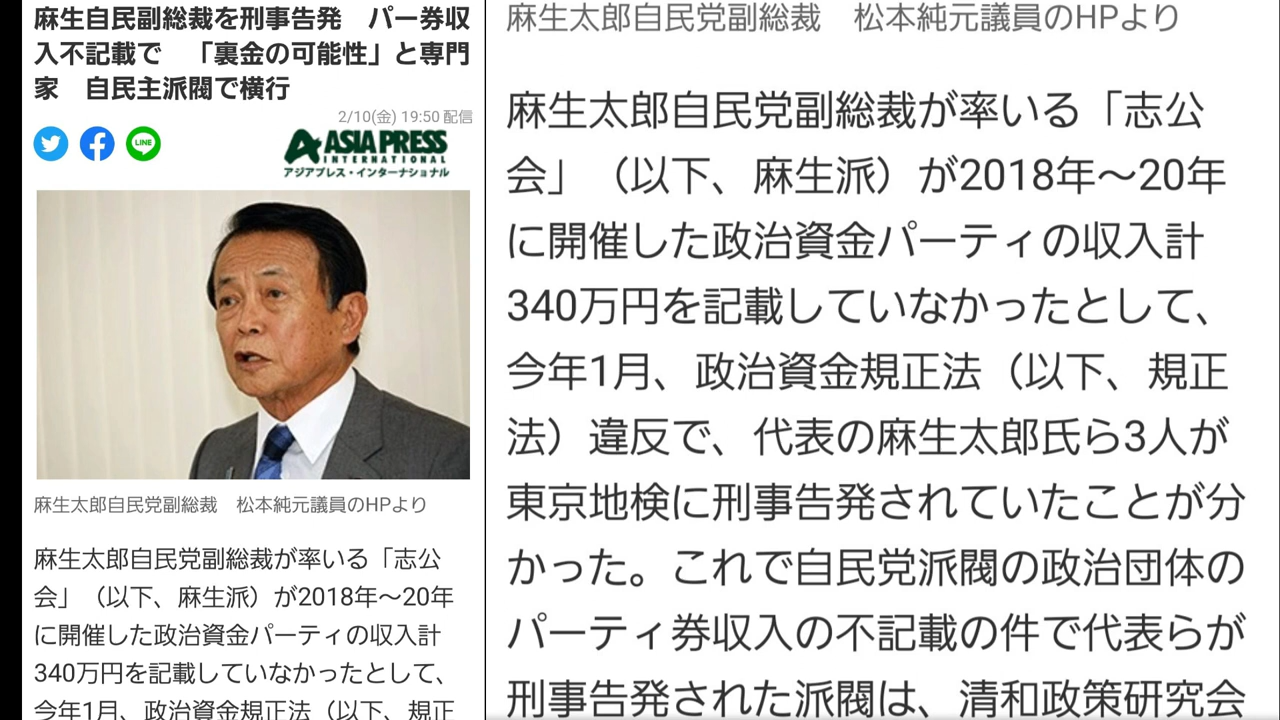 麻生自民副総裁を刑事告発　パー券収
入不記載で　「裏金の可能性」と専門
家　自民主派閥で横行
2/10(金) 19:50 配信
LINE
ASIA PRESS
INTERNATIONAL
アジアプレス・インターナショナル
麻生太郎自民党副総裁　松本純元議員のHPより
麻生太郎自民党副総裁が率いる「志公
会」（以下、麻生派）が2018年〜20年
に開催した政治資金パーティの収入計
340万円を記載していなかったとして、
今年1月、政治資金規正法（以下、規正
麻生太郎自民党副総裁　松本純元議員のHPより
麻生太郎自民党副総裁が率いる「志公
会」（以下、麻生派）が2018年〜20年
に開催した政治資金パーティの収入計
340万円を記載していなかったとして、
今年1月、政治資金規正法（以下、規正
法）違反で、代表の麻生太郎氏ら3人が
東京地検に刑事告発されていたことが分
かった。これで自民党派閥の政治団体の
パーティ券収入の不記載の件で代表らが
刑事告発された派閥は、清和政策研究会